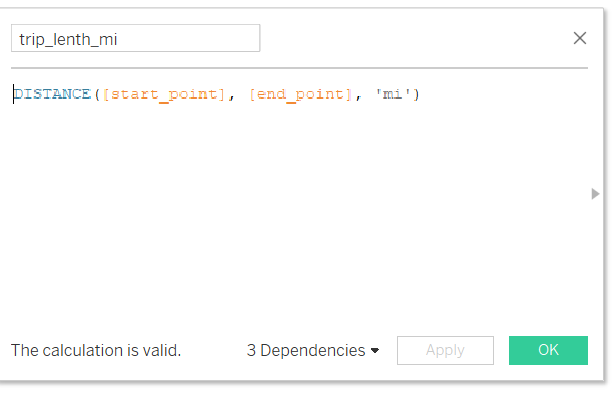 trip_lenth_mi
DISTANCE([start_point], [end_point], 'mi')
The calculation is valid.
3 Dependencies
Apply
OK